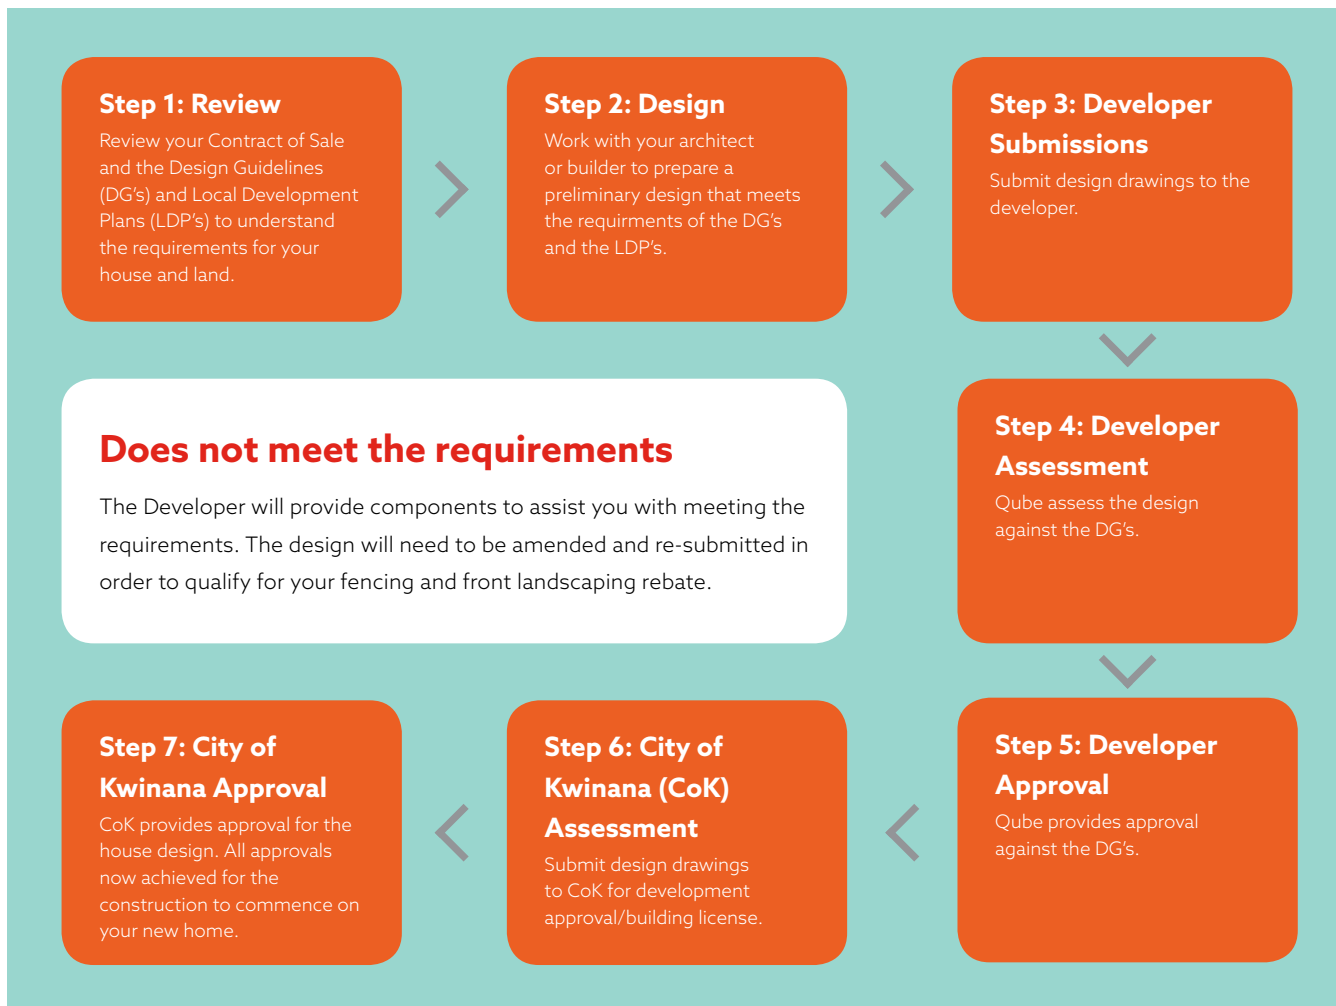 Step 1: Review
Review your Contract of Sale
and the Design Guidelines
(DG’s) and Local Development
Plans (LDP’s) to understand
the requirements for your
house and land.
Step 2: Design
Work with your architect
or builder to prepare a
preliminary design that meets
the requirments of the DG’s
and the LDP’s.
Step 3: Developer
Submissions
Submit design drawings to the
developer.
Step 4: Developer
Assessment
Qube assess the design
against the DG’s.
Does not meet the requirements
The Developer will provide components to assist you with meeting the
requirements. The design will need to be amended and re-submitted in
order to qualify for your fencing and front landscaping rebate.
Step 5: Developer
Approval
Qube provides approval
against the DG’s.
Step 6: City of
Kwinana (CoK)
Assessment
Submit design drawings
to CoK for development
approval/building license.
Step 7: City of
Kwinana Approval
CoK provides approval for the
house design. All approvals
now achieved for the
construction to commence on
your new home.